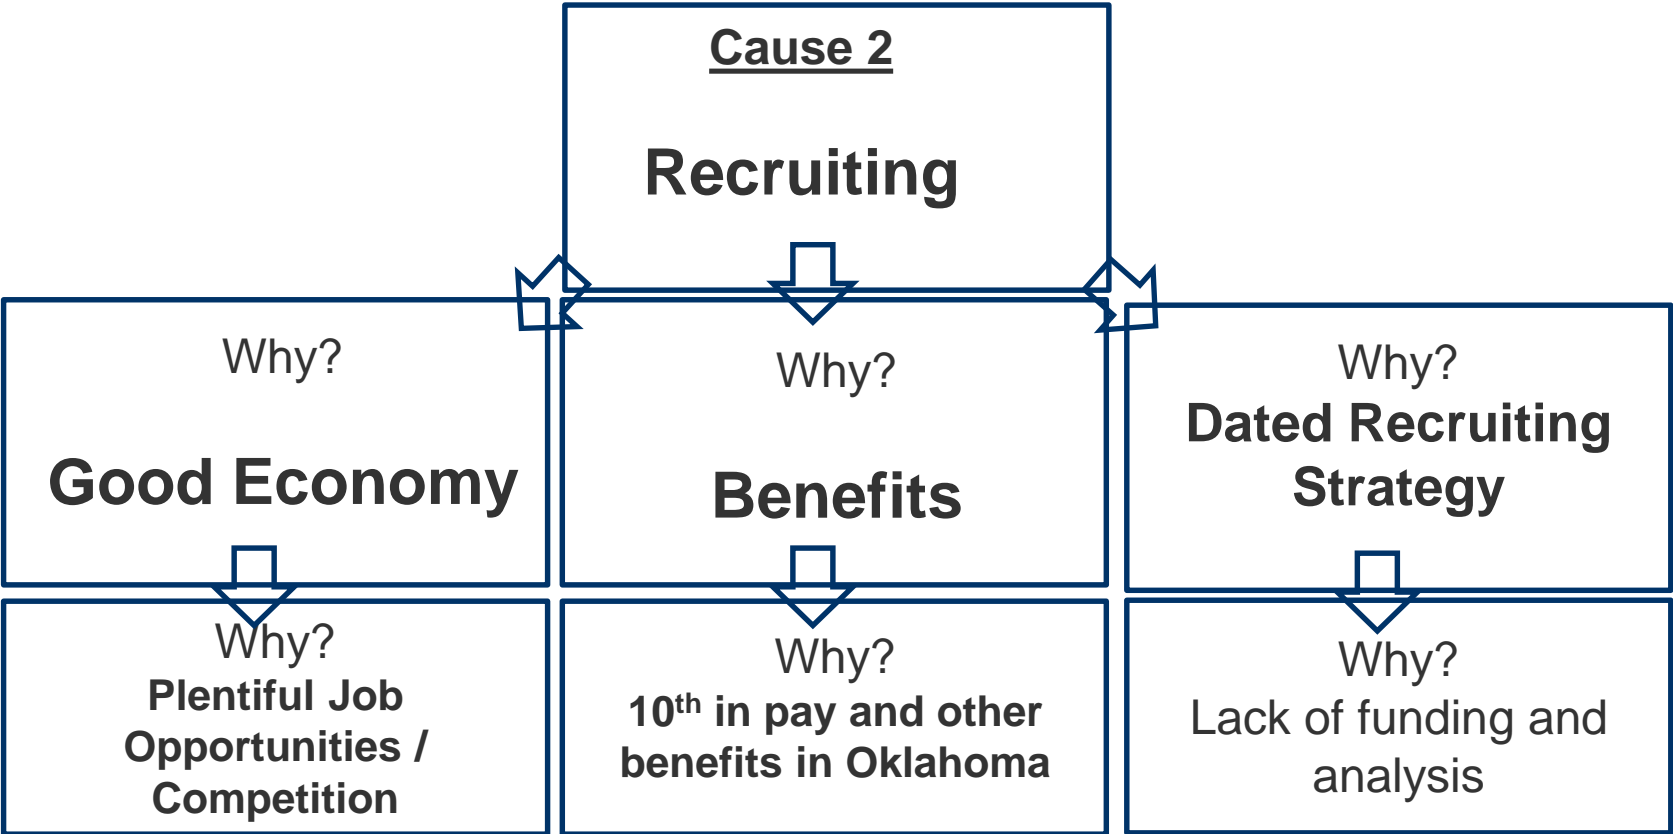 Cause 2
Recruiting
Why?
Good Economy
Why?
Benefits
Why?
Dated Recruiting
Strategy
Why?
Plentiful Job
Opportunities /
Competition
Why?
10th in pay and other
benefits in Oklahoma
Why?
Lack of funding and
analysis